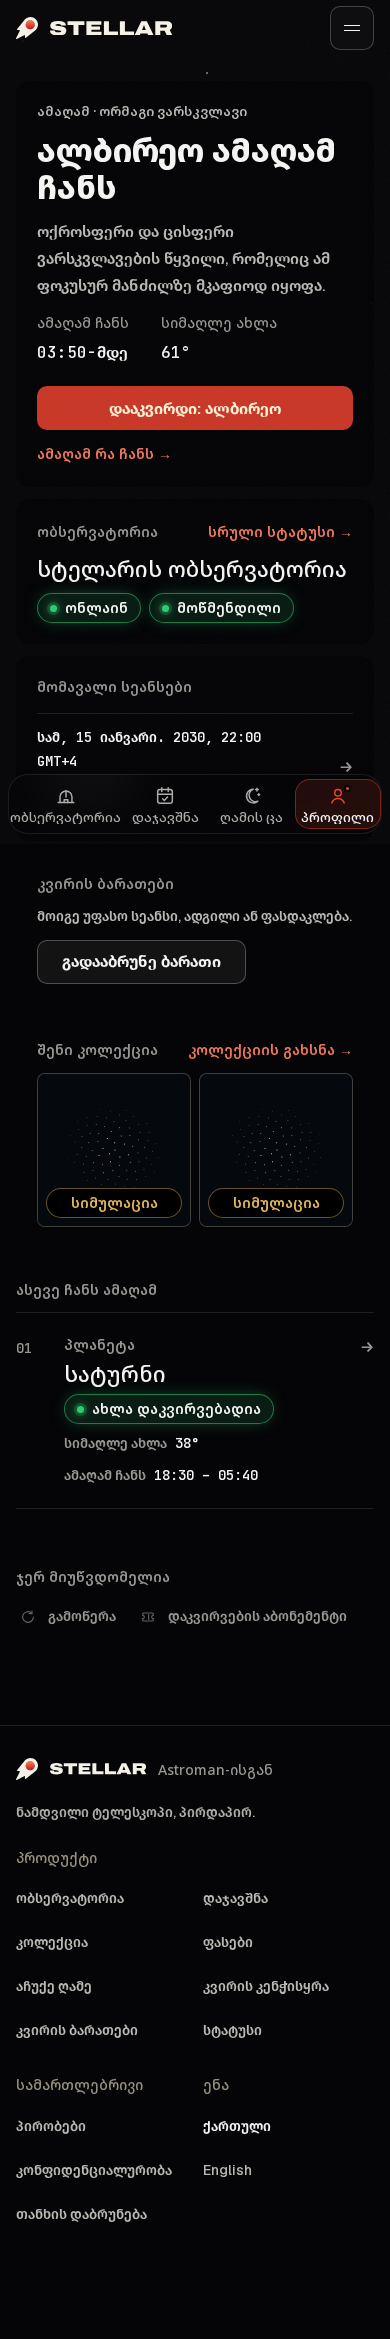 STELLAR
ამაღამ · ორმაგი ვარსკვლავი
ალბირეო ამაღამ
ჩანს
ოქროსფერი და ცისფერი
ვარსკვლავების წყვილი, რომელიც ამ
ფოკუსურ მანძილზე მკაფიოდ იყოფა.
ამაღამ ჩანს სიმაღლე ახლა
03:50-მდე 61°
დააკვირდი: ალბირეო
ამაღამ რა ჩანს →
ობსერვატორია სრული სტატუსი →
სტელარის ობსერვატორია
ონლაინ მოწმენდილი
მომავალი სეანსები
სამ, 15 იანვარი. 2030, 22:00
GMT+4
ობსერვატორია დაჯავშნა ღამის ცა პროფილი
კვირის ბარათები
მოიგე უფასო სეანსი, ადგილი ან ფასდაკლება.
გადააბრუნე ბარათი
შენი კოლექცია კოლექციის გახსნა →
სიმულაცია სიმულაცია
ასევე ჩანს ამაღამ
01 პლანეტა →
სატურნი
ახლა დაკვირვებადია
სიმაღლე ახლა 38°
ამაღამ ჩანს 18:30 – 05:40
ჯერ მიუწვდომელია
გამოწერა დაკვირვების აბონემენტი
STELLAR Astroman-ისგან
ნამდვილი ტელესკოპი, პირდაპირ.
პროდუქტი
ობსერვატორია დაჯავშნა
კოლექცია ფასები
აჩუქე ღამე კვირის კენჭისყრა
კვირის ბარათები სტატუსი
სამართლებრივი ენა
პირობები ქართული
კონფიდენციალურობა English
თანხის დაბრუნება